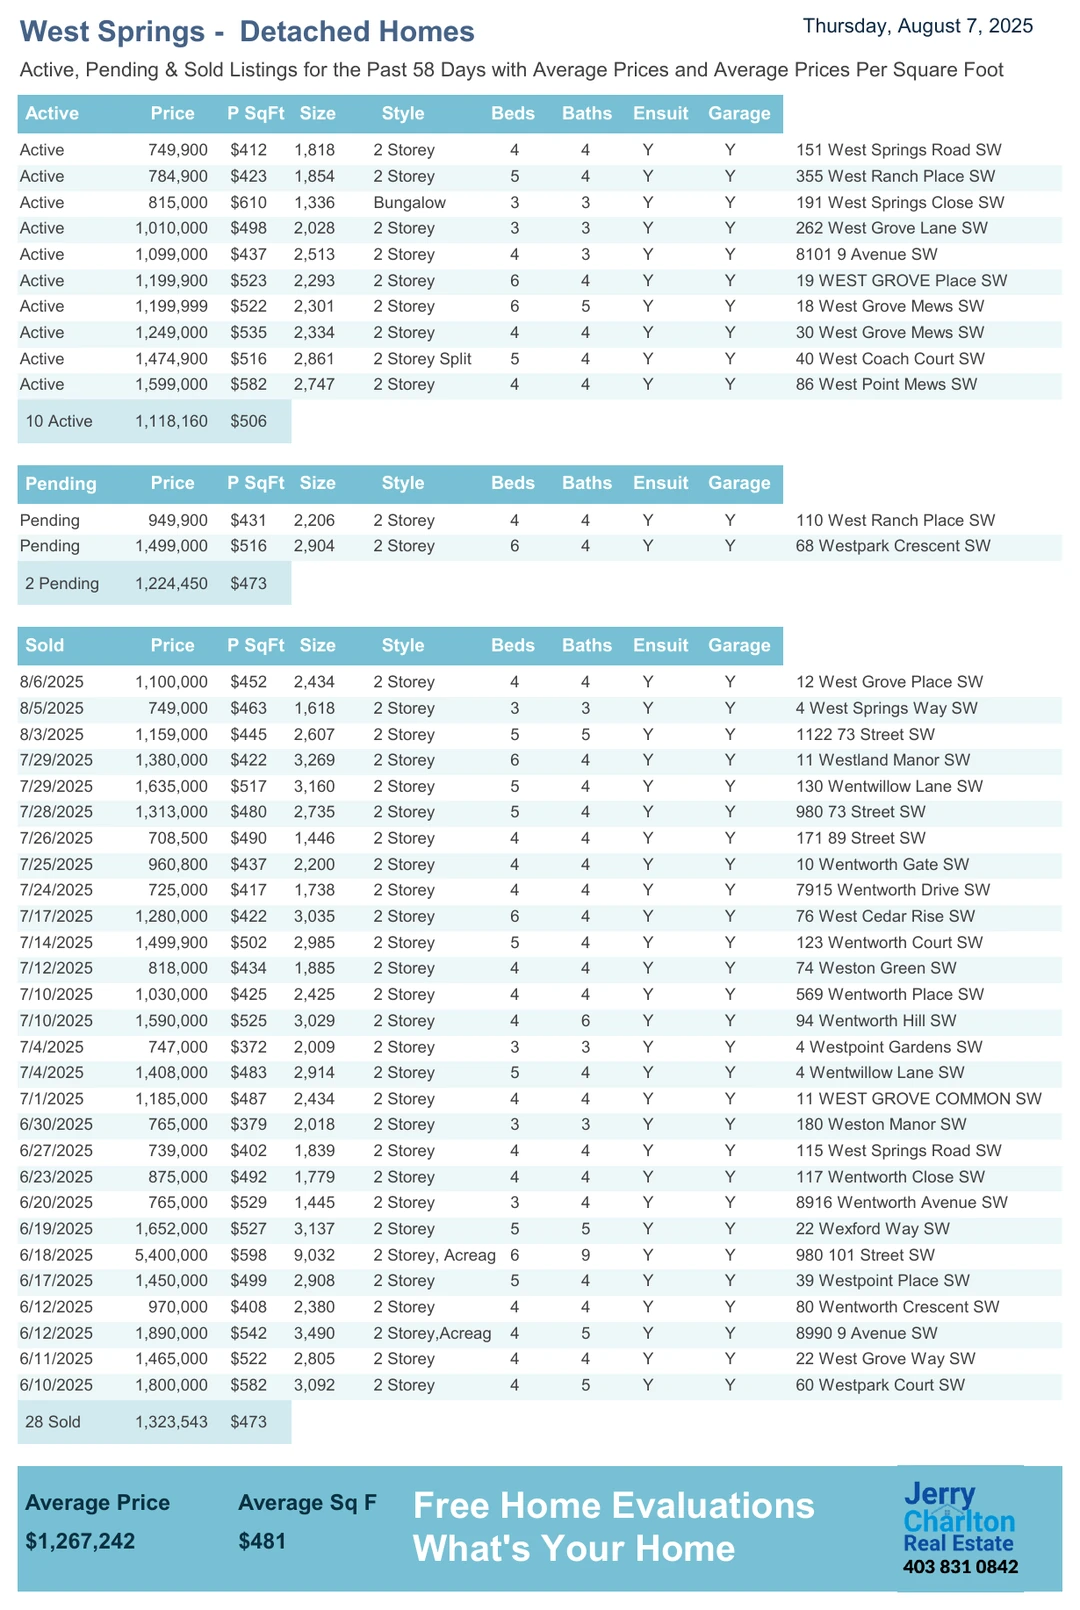 West Springs -  Detached Homes
Thursday, August 7, 2025
Active, Pending & Sold Listings for the Past 58 Days with Average Prices and Average Prices Per Square Foot
Active Price P SqFt Size Style Beds Baths Ensuit Garage
Active 749,900 $412 1,818 2 Storey 4 4 Y Y 151 West Springs Road SW
Active 784,900 $423 1,854 2 Storey 5 4 Y Y 355 West Ranch Place SW
Active 815,000 $610 1,336 Bungalow 3 3 Y Y 191 West Springs Close SW
Active 1,010,000 $498 2,028 2 Storey 3 3 Y Y 262 West Grove Lane SW
Active 1,099,000 $437 2,513 2 Storey 4 3 Y Y 8101 9 Avenue SW
Active 1,199,900 $523 2,293 2 Storey 6 4 Y Y 19 WEST GROVE Place SW
Active 1,199,999 $522 2,301 2 Storey 6 5 Y Y 18 West Grove Mews SW
Active 1,249,000 $535 2,334 2 Storey 4 4 Y Y 30 West Grove Mews SW
Active 1,474,900 $516 2,861 2 Storey Split 5 4 Y Y 40 West Coach Court SW
Active 1,599,000 $582 2,747 2 Storey 4 4 Y Y 86 West Point Mews SW
10 Active 1,118,160 $506
Pending Price P SqFt Size Style Beds Baths Ensuit Garage
Pending 949,900 $431 2,206 2 Storey 4 4 Y Y 110 West Ranch Place SW
Pending 1,499,000 $516 2,904 2 Storey 6 4 Y Y 68 Westpark Crescent SW
2 Pending 1,224,450 $473
Sold Price P SqFt Size Style Beds Baths Ensuit Garage
8/6/2025 1,100,000 $452 2,434 2 Storey 4 4 Y Y 12 West Grove Place SW
8/5/2025 749,000 $463 1,618 2 Storey 3 3 Y Y 4 West Springs Way SW
8/3/2025 1,159,000 $445 2,607 2 Storey 5 5 Y Y 1122 73 Street SW
7/29/2025 1,380,000 $422 3,269 2 Storey 6 4 Y Y 11 Westland Manor SW
7/29/2025 1,635,000 $517 3,160 2 Storey 5 4 Y Y 130 Wentwillow Lane SW
7/28/2025 1,313,000 $480 2,735 2 Storey 5 4 Y Y 980 73 Street SW
7/26/2025 708,500 $490 1,446 2 Storey 4 4 Y Y 171 89 Street SW
7/25/2025 960,800 $437 2,200 2 Storey 4 4 Y Y 10 Wentworth Gate SW
7/24/2025 725,000 $417 1,738 2 Storey 4 4 Y Y 7915 Wentworth Drive SW
7/17/2025 1,280,000 $422 3,035 2 Storey 6 4 Y Y 76 West Cedar Rise SW
7/14/2025 1,499,900 $502 2,985 2 Storey 5 4 Y Y 123 Wentworth Court SW
7/12/2025 818,000 $434 1,885 2 Storey 4 4 Y Y 74 Weston Green SW
7/10/2025 1,030,000 $425 2,425 2 Storey 4 4 Y Y 569 Wentworth Place SW
7/10/2025 1,590,000 $525 3,029 2 Storey 4 6 Y Y 94 Wentworth Hill SW
7/4/2025 747,000 $372 2,009 2 Storey 3 3 Y Y 4 Westpoint Gardens SW
7/4/2025 1,408,000 $483 2,914 2 Storey 5 4 Y Y 4 Wentwillow Lane SW
7/1/2025 1,185,000 $487 2,434 2 Storey 4 4 Y Y 11 WEST GROVE COMMON SW
6/30/2025 765,000 $379 2,018 2 Storey 3 3 Y Y 180 Weston Manor SW
6/27/2025 739,000 $402 1,839 2 Storey 4 4 Y Y 115 West Springs Road SW
6/23/2025 875,000 $492 1,779 2 Storey 4 4 Y Y 117 Wentworth Close SW
6/20/2025 765,000 $529 1,445 2 Storey 3 4 Y Y 8916 Wentworth Avenue SW
6/19/2025 1,652,000 $527 3,137 2 Storey 5 5 Y Y 22 Wexford Way SW
6/18/2025 5,400,000 $598 9,032 2 Storey, Acreag 6 9 Y Y 980 101 Street SW
6/17/2025 1,450,000 $499 2,908 2 Storey 5 4 Y Y 39 Westpoint Place SW
6/12/2025 970,000 $408 2,380 2 Storey 4 4 Y Y 80 Wentworth Crescent SW
6/12/2025 1,890,000 $542 3,490 2 Storey,Acreag 4 5 Y Y 8990 9 Avenue SW
6/11/2025 1,465,000 $522 2,805 2 Storey 4 4 Y Y 22 West Grove Way SW
6/10/2025 1,800,000 $582 3,092 2 Storey 4 5 Y Y 60 Westpark Court SW
28 Sold 1,323,543 $473
Average Price Average Sq F
$1,267,242 $481
Free Home Evaluations
What's Your Home
Jerry
Charlton
Real Estate
403 831 0842